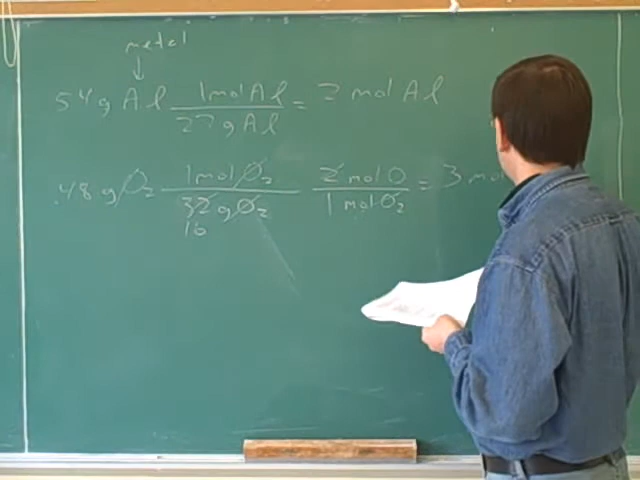 metal
↓
54 g Al 1 mol Al / 27 g Al = 2 mol Al
48 g O₂ 1 mol O₂ / 32 g O₂ 2 mol O / 1 mol O₂ = 3 mo
16